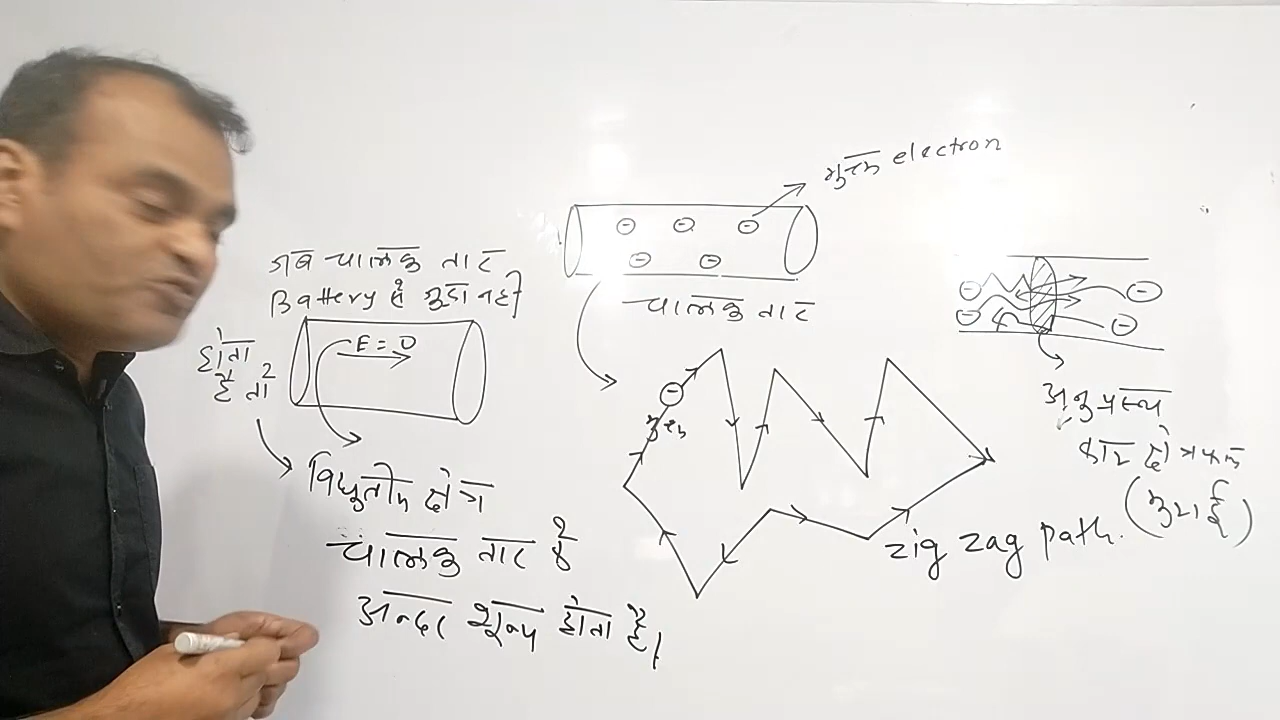 मुक्त electron
जब चालक तार
Battery से जुडा नही
होता
है तो
E = 0
विधुतीय क्षेत्र
चालक तार के
अन्दर शून्य होता है।
चालक तार
मुक्त
zig zag path.
अनुप्रस्थ
काट क्षेत्रफल